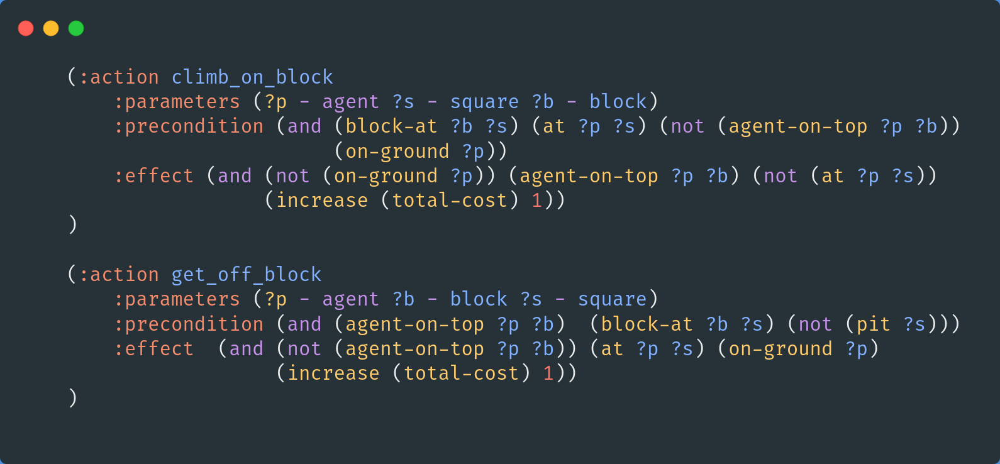 (:action climb_on_block
    :parameters (?p - agent ?s - square ?b - block)
    :precondition (and (block-at ?b ?s) (at ?p ?s) (not (agent-on-top ?p ?b))
                       (on-ground ?p))
    :effect (and (not (on-ground ?p)) (agent-on-top ?p ?b) (not (at ?p ?s))
                 (increase (total-cost) 1))
)

(:action get_off_block
    :parameters (?p - agent ?b - block ?s - square)
    :precondition (and (agent-on-top ?p ?b)  (block-at ?b ?s) (not (pit ?s)))
    :effect  (and (not (agent-on-top ?p ?b)) (at ?p ?s) (on-ground ?p)
                  (increase (total-cost) 1))
)